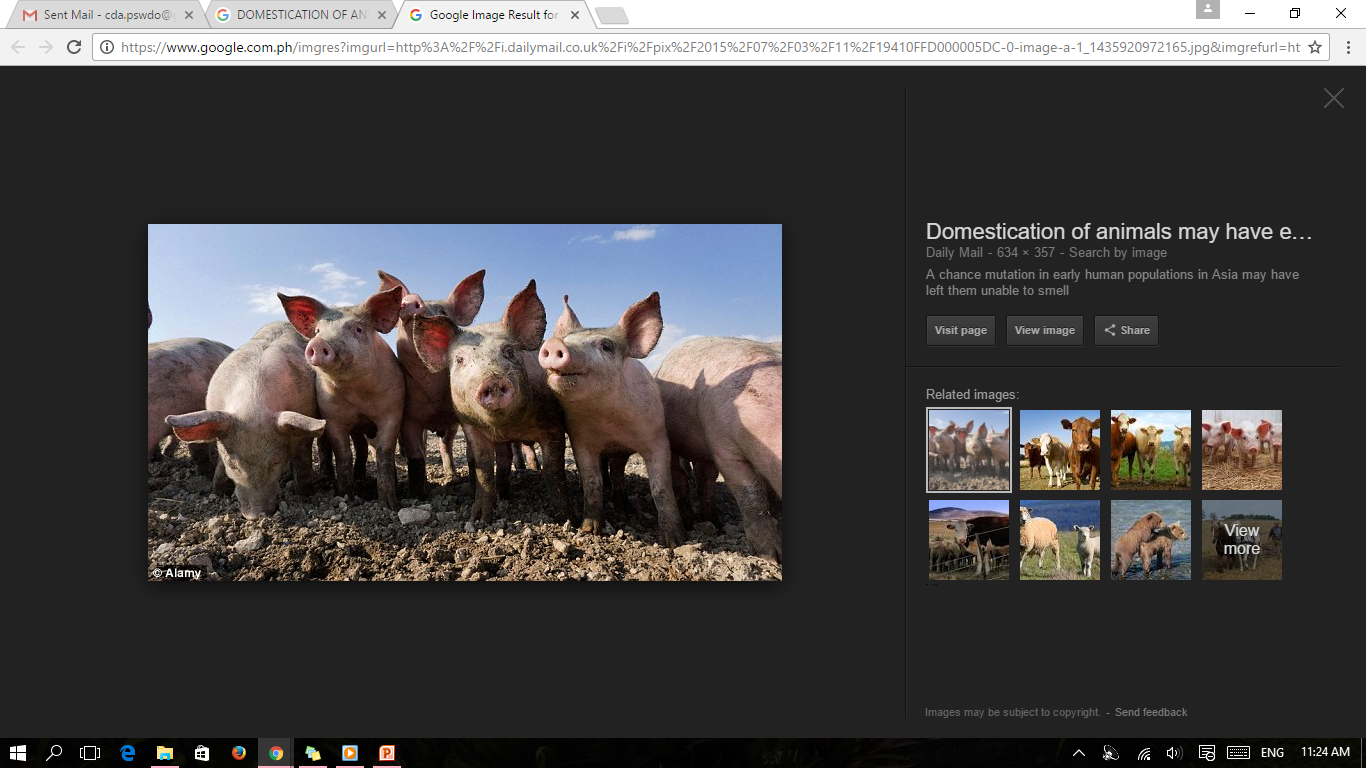 Sent Mail - cda.pswdo@g
DOMESTICATION OF AN
Google Image Result for
https://www.google.com.ph/imgres?imgurl=http%3A%2F%2Fi.dailymail.co.uk%2Fi%2Fpix%2F2015%2F07%2F03%2F11%2F19410FFD000005DC-0-image-a-1_1435920972165.jpg&imgrefurl=ht
© Alamy
Domestication of animals may have e...
Daily Mail - 634 × 357 - Search by image
A chance mutation in early human populations in Asia may have
left them unable to smell
Visit page
View image
Share
Related images:
View
more
Images may be subject to copyright. - Send feedback
ENG
11:24 AM